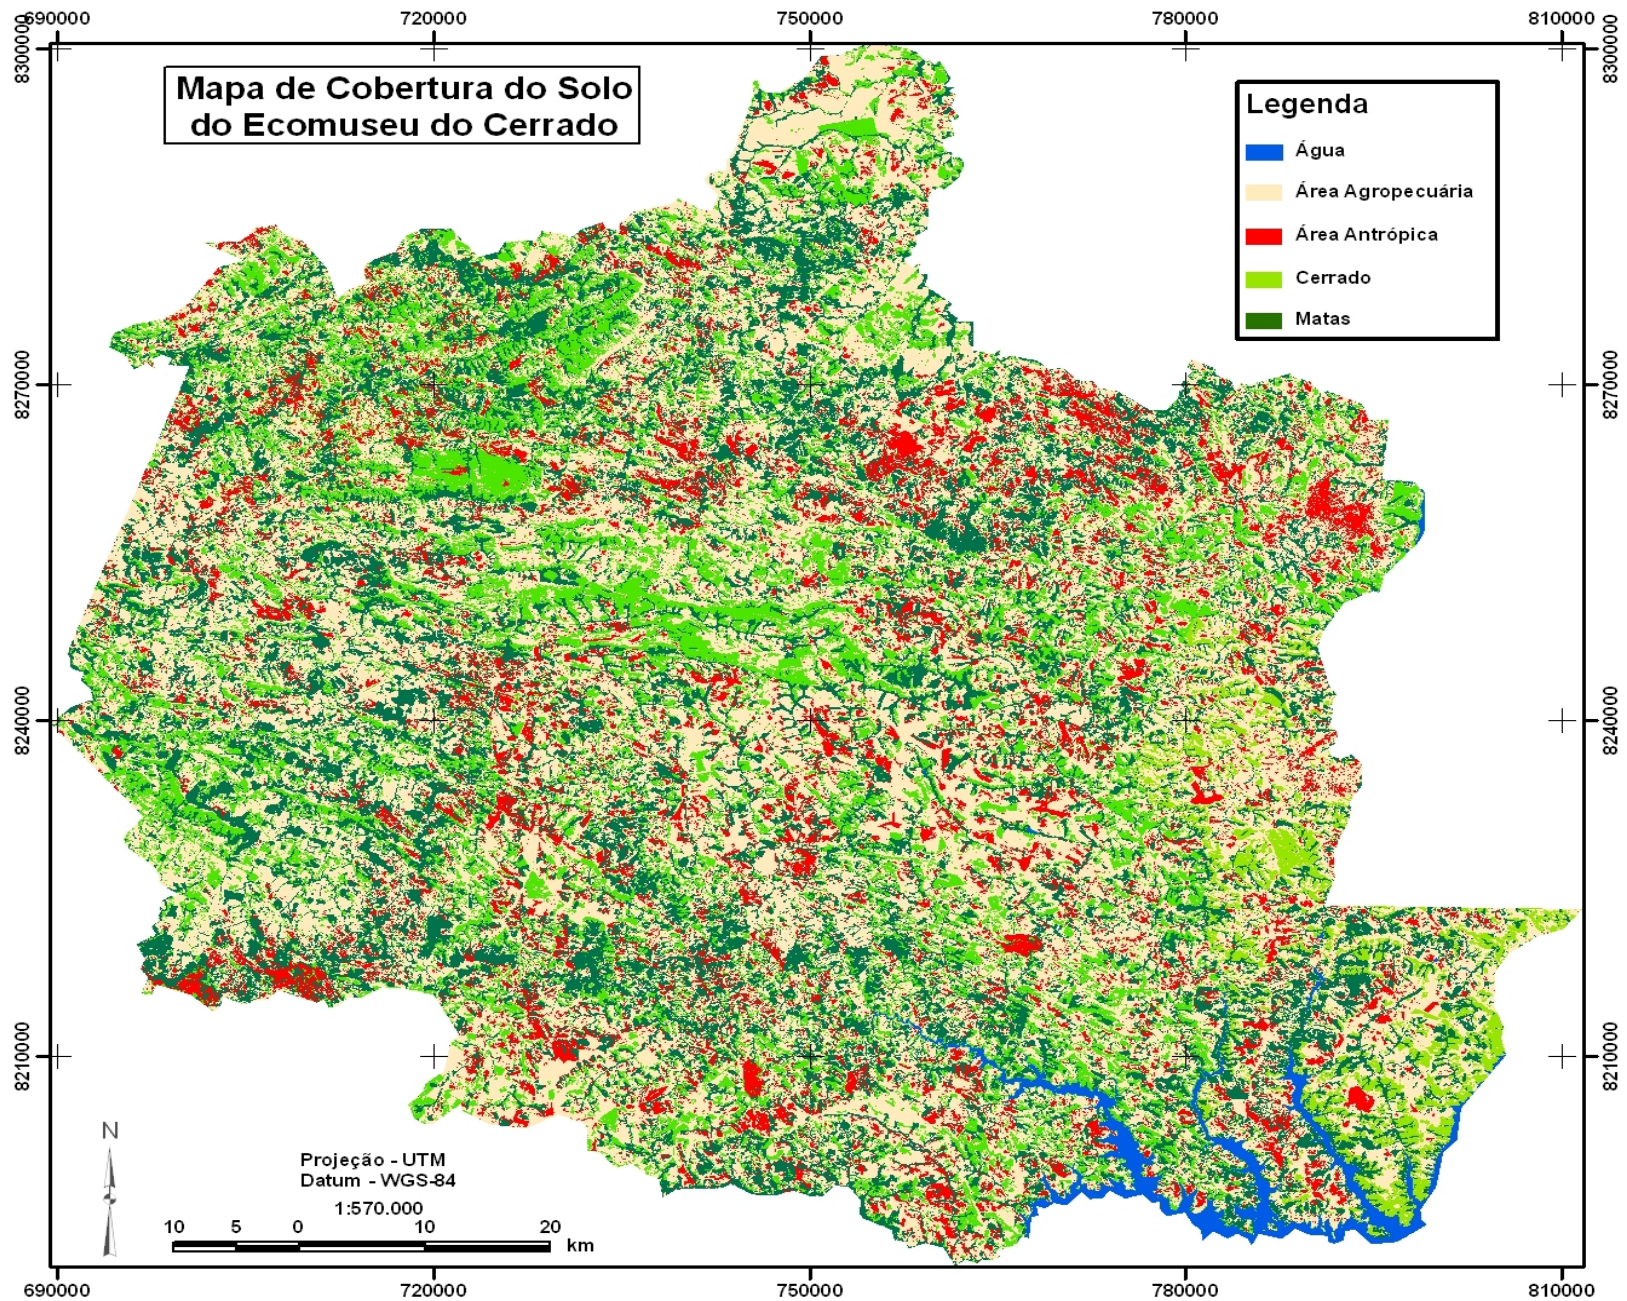 690000 720000 750000 780000 810000
8300000 8300000
Mapa de Cobertura do Solo
do Ecomuseu do Cerrado
Legenda
Água
Área Agropecuária
Área Antrópica
Cerrado
Matas
8270000 8270000
8240000 8240000
8210000 8210000
N
Projeção - UTM
Datum - WGS-84
1:570.000
10 5 0 10 20
km
690000 720000 750000 780000 810000